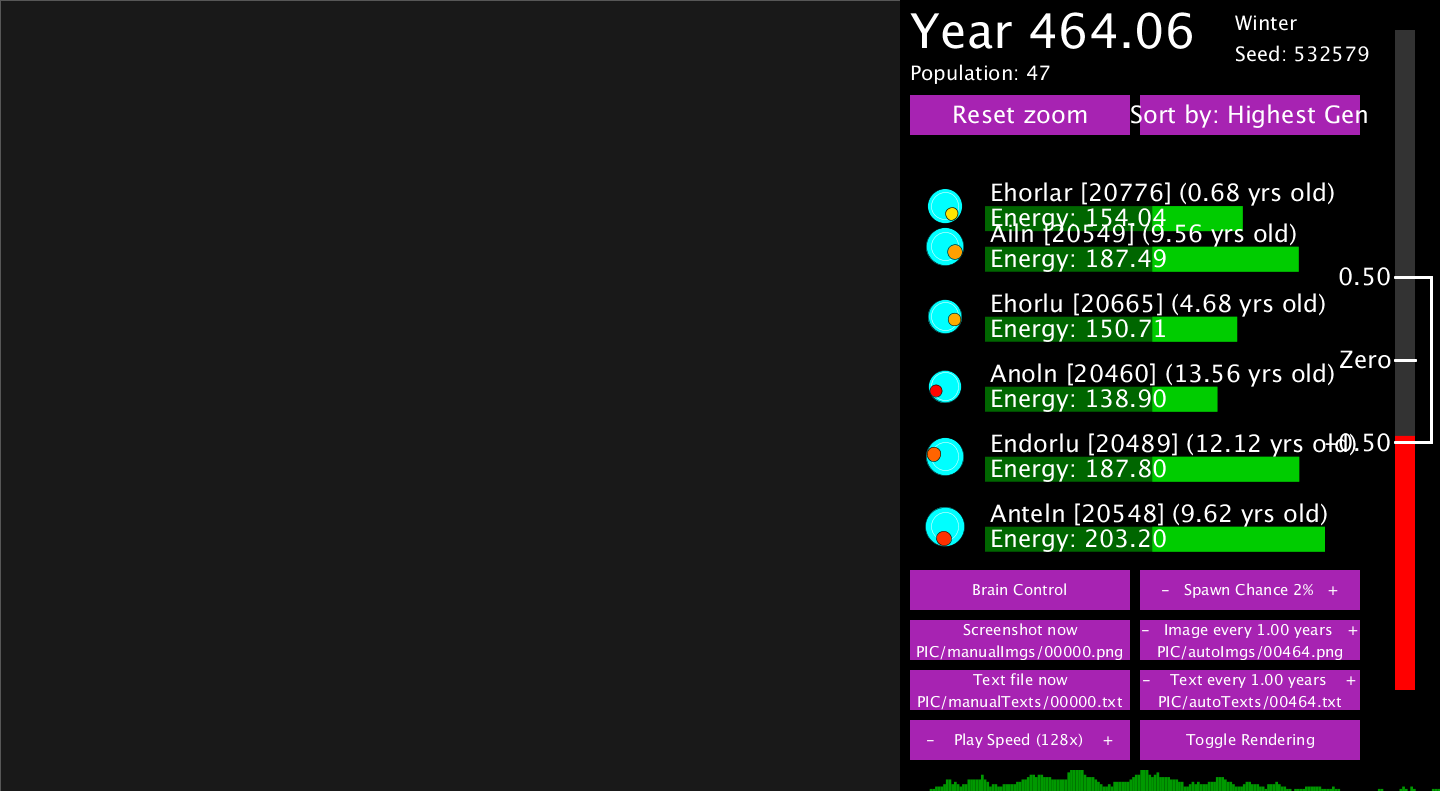 Year 464.06
Winter
Seed: 532579
Population: 47
Reset zoom
Sort by: Highest Gen
Ehorlar [20776] (0.68 yrs old)
Energy: 154.04
Ailn [20549] (9.56 yrs old)
Energy: 187.49
0.50
Ehorlu [20665] (4.68 yrs old)
Energy: 150.71
Zero
Anoln [20460] (13.56 yrs old)
Energy: 138.90
Endorlu [20489] (12.12 yrs old)
-0.50
Energy: 187.80
Anteln [20548] (9.62 yrs old)
Energy: 203.20
Brain Control
- Spawn Chance 2% +
Screenshot now
PIC/manualImgs/00000.png
- Image every 1.00 years +
PIC/autoImgs/00464.png
Text file now
PIC/manualTexts/00000.txt
- Text every 1.00 years +
PIC/autoTexts/00464.txt
- Play Speed (128x) +
Toggle Rendering